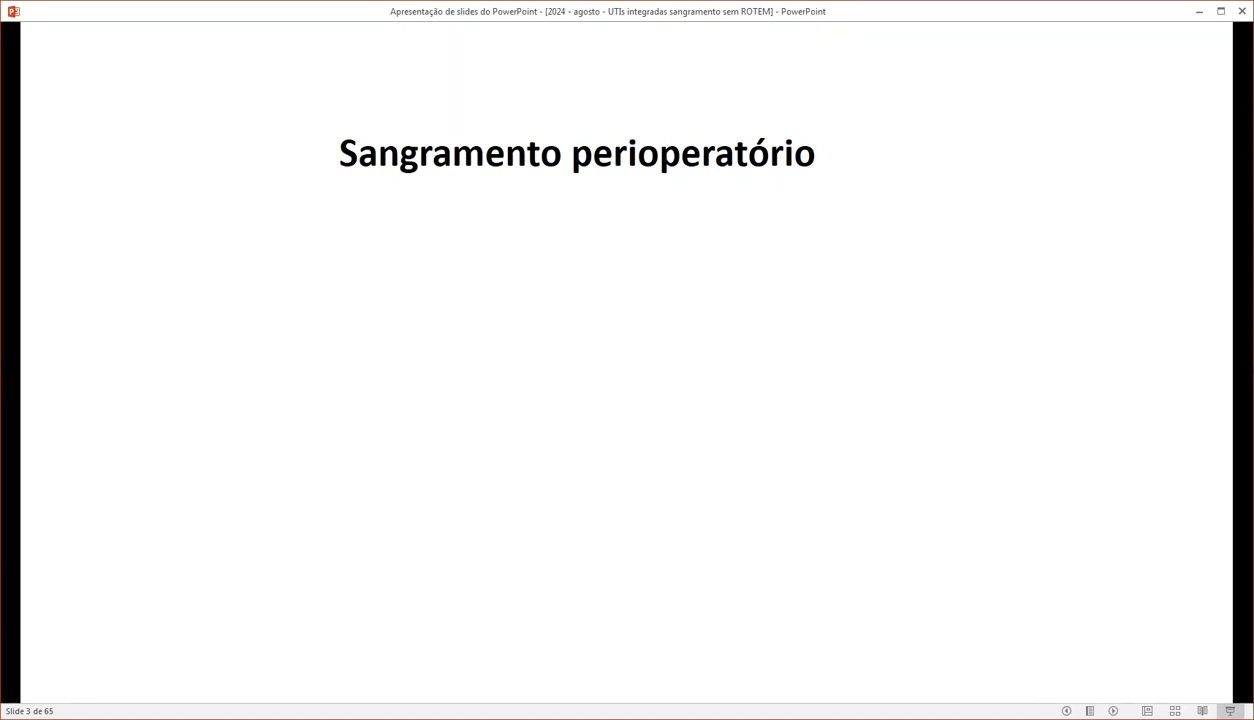 Apresentação de slides do PowerPoint - [2024 - agosto - UTIs integradas sangramento sem ROTEM] - PowerPoint
Sangramento perioperatório
Slide 3 de 65